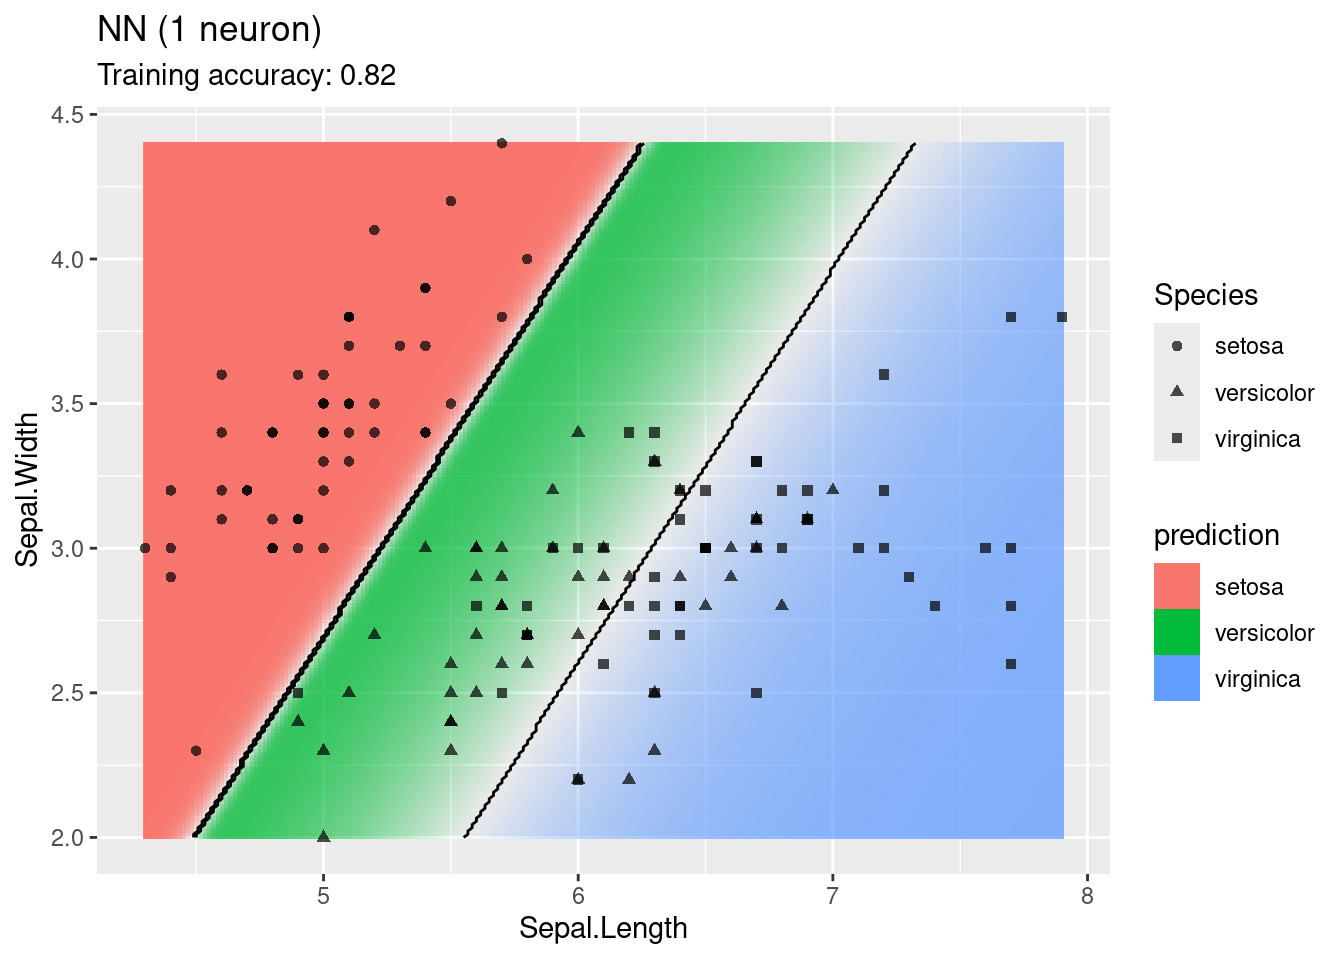 NN (1 neuron)
Training accuracy: 0.82
4.5
4.0
3.5
3.0
2.5
2.0
Sepal.Width
5
6
7
8
Sepal.Length
Species
setosa
versicolor
virginica
prediction
setosa
versicolor
virginica